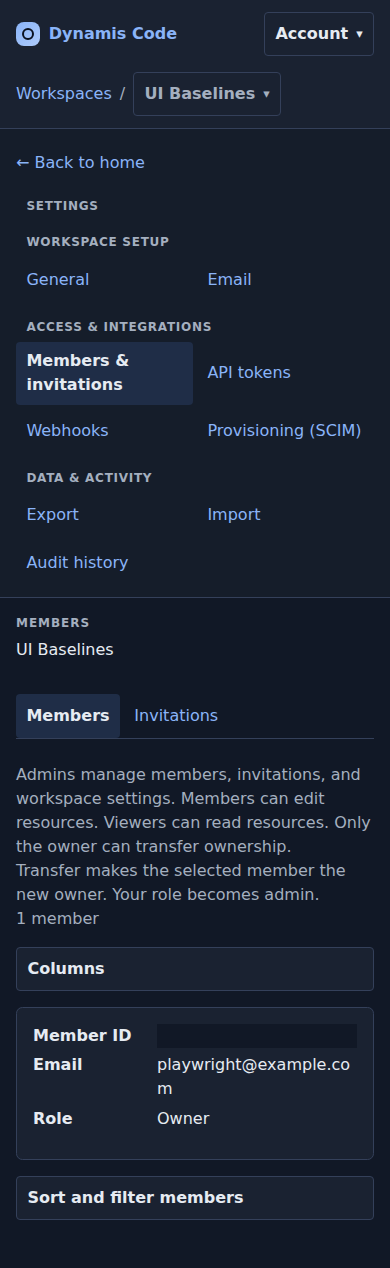 Dynamis Code
Account ▾
Workspaces / UI Baselines ▾
← Back to home
SETTINGS
WORKSPACE SETUP
General Email
ACCESS & INTEGRATIONS
Members &
invitations
API tokens
Webhooks Provisioning (SCIM)
DATA & ACTIVITY
Export Import
Audit history
MEMBERS
UI Baselines
Members Invitations
Admins manage members, invitations, and
workspace settings. Members can edit
resources. Viewers can read resources. Only
the owner can transfer ownership.
Transfer makes the selected member the
new owner. Your role becomes admin.
1 member
Columns
Member ID
Email playwright@example.co
m
Role Owner
Sort and filter members